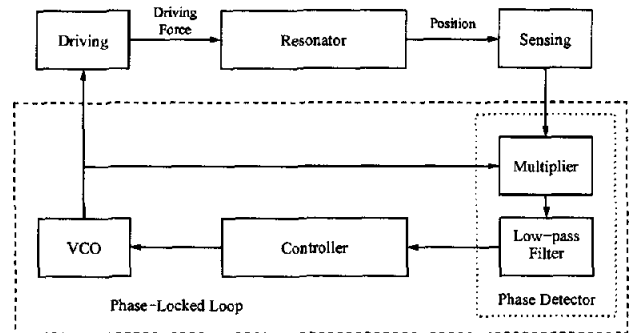 Driving
Driving
Force
Resonator
Position
Sensing
Multiplier
VCO
Controller
Low-pass
Filter
Phase-Locked Loop
Phase Detector